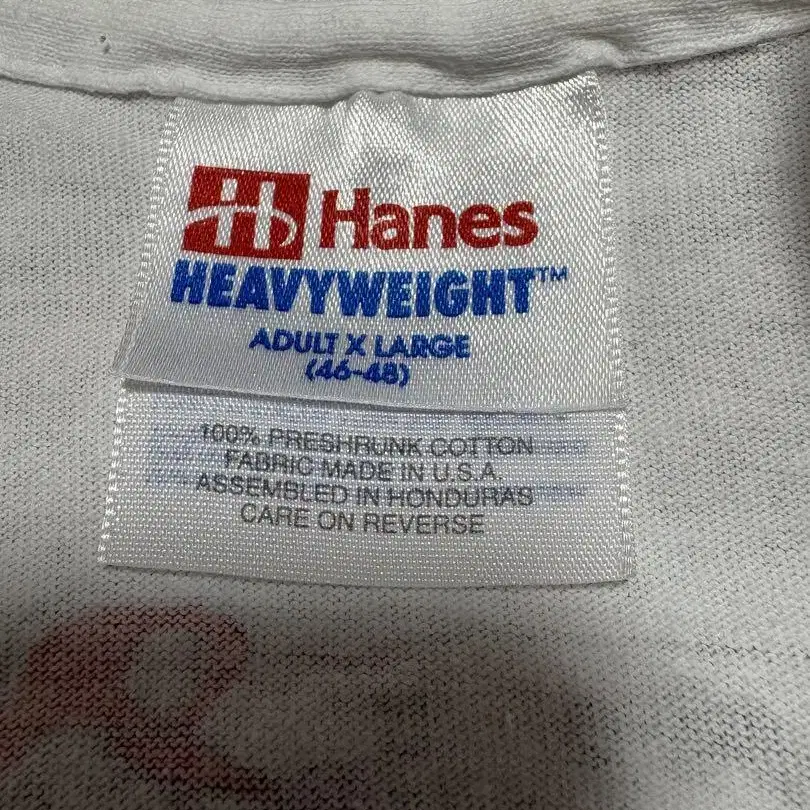 Hanes
HEAVYWEIGHT™
ADULT X LARGE
(46-48)
100% PRESHRUNK COTTON
FABRIC MADE IN U.S.A.
ASSEMBLED IN HONDURAS
CARE ON REVERSE